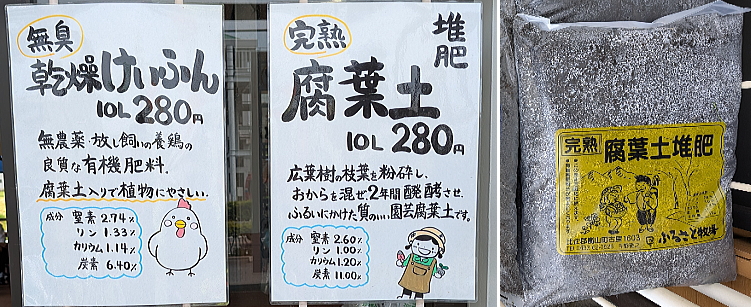 無臭
乾燥けいふん
10L 280円
無農薬 放し飼いの養鶏の
良質な有機肥料.
腐葉土入りで植物にやさしい.
成分 窒素 2.74%
リン 1.33%
カリウム 1.14%
炭素 6.40%
完熟
堆肥
腐葉土
10L 280円
広葉樹の枝葉を粉砕し、
おからを混ぜ、2年間醗酵させ、
ふるいにかけた質のいい園芸腐葉土です。
成分 窒素 2.60%
リン 1.00%
カリウム 1.20%
炭素 11.00%
完熟 腐葉土堆肥
ふるさと牧場